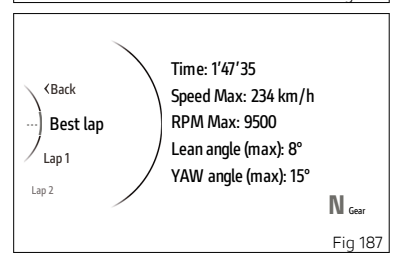 Time: 1'47'35
Speed Max: 234 km/h
RPM Max: 9500
Lean angle (max): 8°
YAW angle (max): 15°
‹Back
Best lap
Lap 1
Lap 2
N Gear
Fig 187